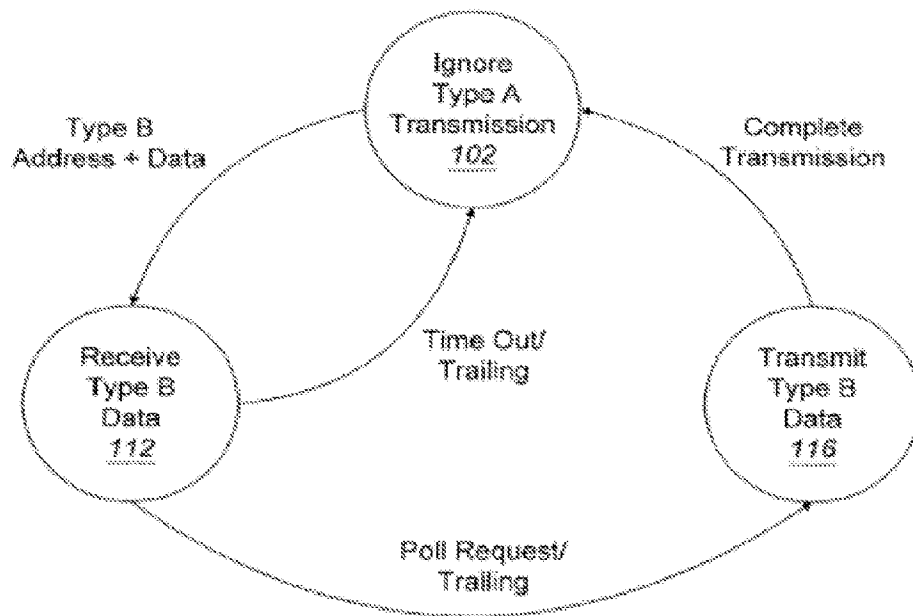 Ignore
Type A
Transmission
102
Type B
Address + Data
Complete
Transmission
Time Out/
Trailing
Receive
Type B
Data
112
Transmit
Type B
Data
116
Poll Request/
Trailing